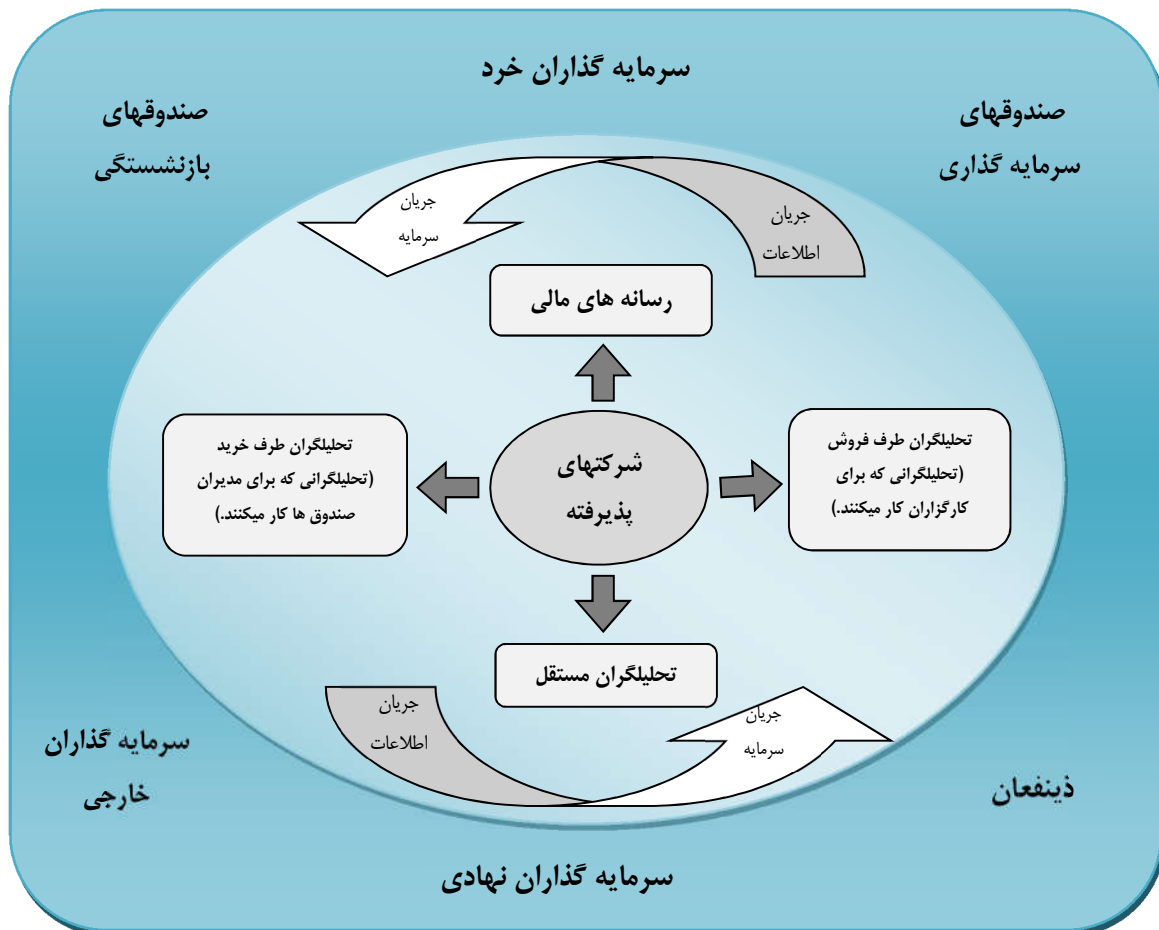 سرمایه گذاران خرد
صندوقهای
سرمایه گذاری
صندوقهای
بازنشستگی
جریان
اطلاعات
جریان
سرمایه
رسانه های مالی
تحلیلگران طرف فروش
(تحلیلگرانی که برای
کارگزاران کار میکنند.)
شرکتهای
پذیرفته
تحلیلگران طرف خرید
(تحلیلگرانی که برای مدیران
صندوق ها کار میکنند.)
تحلیلگران مستقل
جریان
سرمایه
جریان
اطلاعات
ذینفعان
سرمایه گذاران
خارجی
سرمایه گذاران نهادی